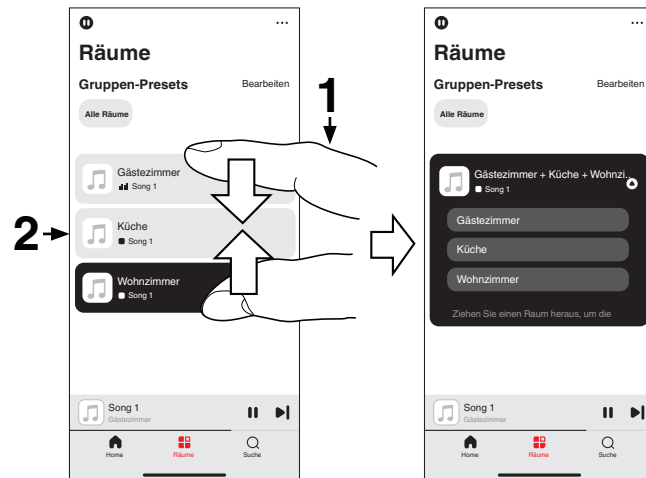 ...
Räume
Gruppen-Presets Bearbeiten
Alle Räume
1
Gästezimmer
Song 1
2
Küche
Song 1
Wohnzimmer
Song 1
Song 1
Gästezimmer
Home Räume Suche
...
Räume
Gruppen-Presets Bearbeiten
Alle Räume
Gästezimmer + Küche + Wohnzi..
Song 1
Gästezimmer
Küche
Wohnzimmer
Ziehen Sie einen Raum heraus, um die
Song 1
Gästezimmer
Home Räume Suche